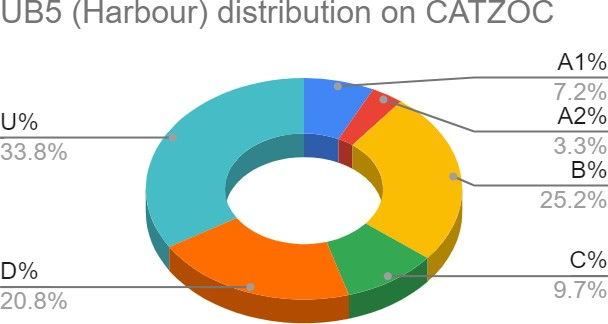 UB5 (Harbour) distribution on CATZOC
A1%
7.2%
A2%
3.3%
B%
25.2%
C%
9.7%
D%
20.8%
U%
33.8%